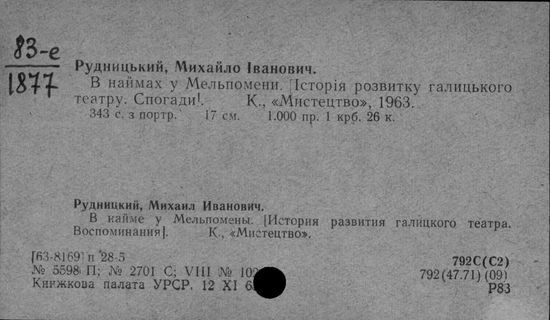 83-е
1877
Рудницький, Михайло Іванович.
В наймах у Мельпомени. [Історія розвитку галицького
театру. Спогади]. К., «Мистецтво», 1963.
343 с. з портр. 17 см. 1.000 пр. 1 крб. 26 к.
Рудницкий, Михаил Иванович.
В найме у Мельпомены. [История развития галицкого театра.
Воспоминания]. К., «Мистецтво».
[63-8169] п 28-5
792С(С2)
№ 5598 П; № 2701 С; VIII №
792(47.71)(09)
Книжкова палата УРСР. 12 XI
Р83